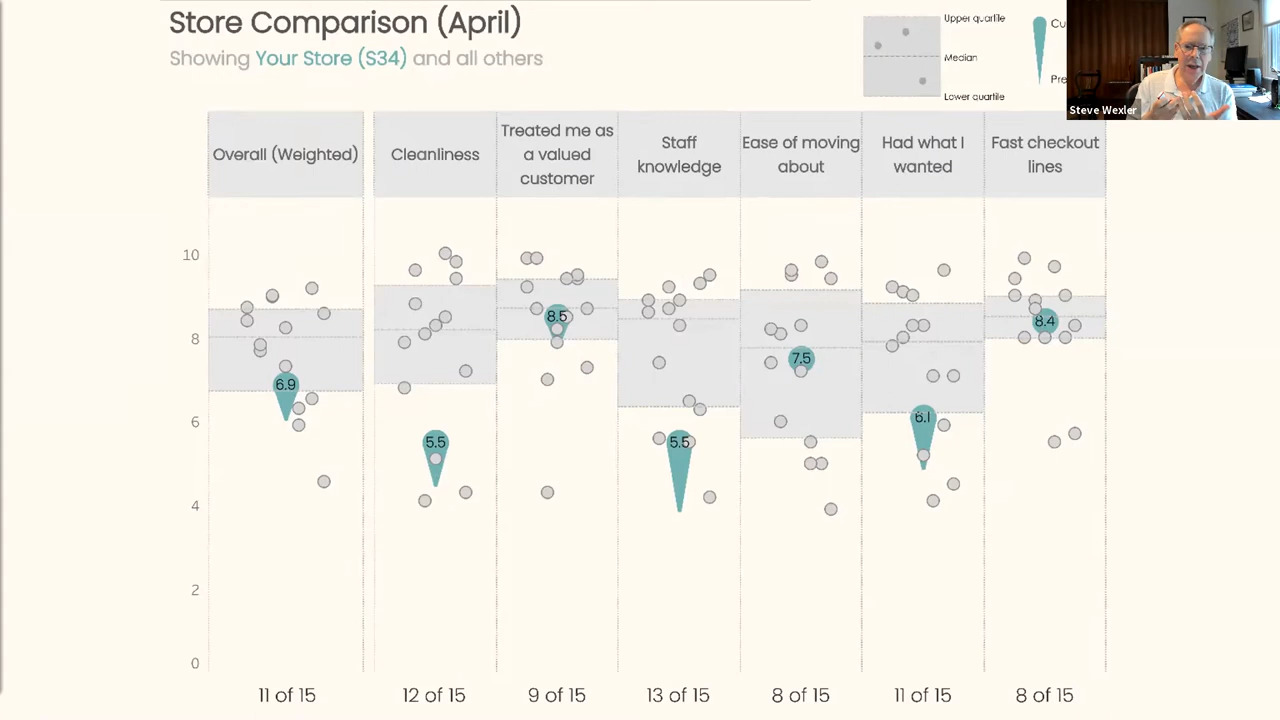 Store Comparison (April)
Showing Your Store (S34) and all others
Upper quartile
Median
Lower quartile
Cu
Pre
Steve Wexler
Overall (Weighted)
Cleanliness
Treated me as
a valued
customer
Staff
knowledge
Ease of moving
about
Had what I
wanted
Fast checkout
lines
10
8
6
4
2
0
6.9
5.5
8.5
5.5
7.5
6.1
8.4
11 of 15
12 of 15
9 of 15
13 of 15
8 of 15
11 of 15
8 of 15